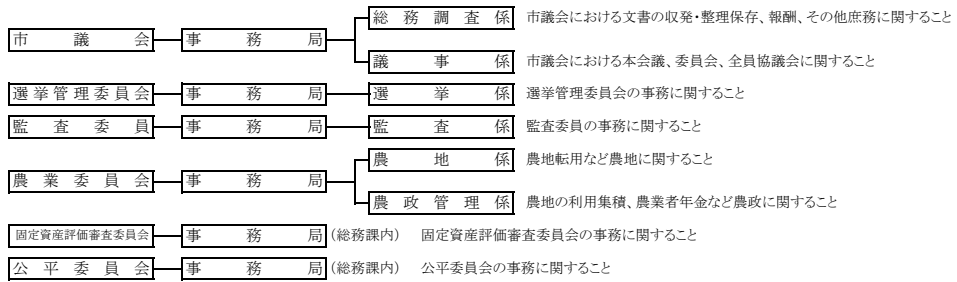 総務調査係 市議会における文書の収発・整理保存、報酬、その他庶務に関すること
市議会 事務局
議事係 市議会における本会議、委員会、全員協議会に関すること
選挙管理委員会 事務局 選挙係 選挙管理委員会の事務に関すること
監査委員 事務局 監査係 監査委員の事務に関すること
農地係 農地転用など農地に関すること
農業委員会 事務局
農政管理係 農地の利用集積、農業者年金など農政に関すること
固定資産評価審査委員会 事務局 (総務課内) 固定資産評価審査委員会の事務に関すること
公平委員会 事務局 (総務課内) 公平委員会の事務に関すること